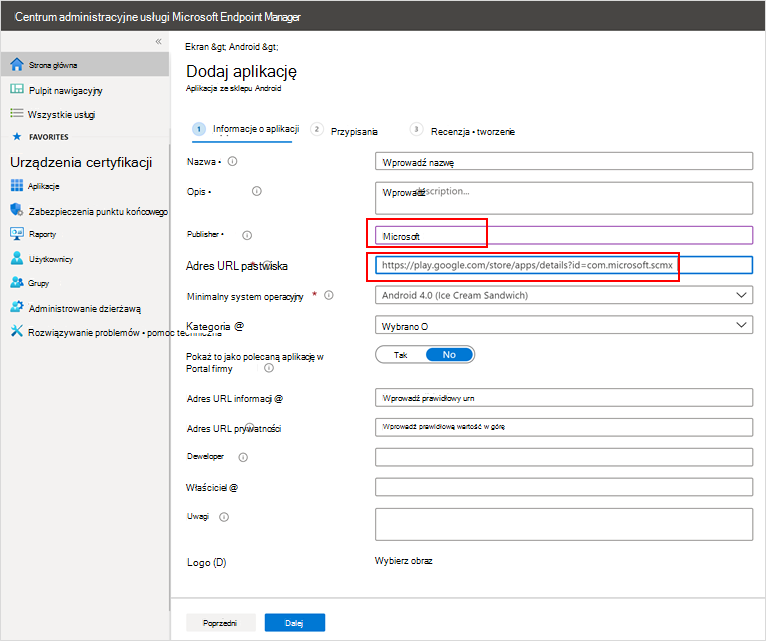 Centrum administracyjne usługi Microsoft Endpoint Manager
«
Strona główna
Pulpit nawigacyjny
Wszystkie usługi
FAVORITES
Urządzenia certyfikacji
Aplikacje
Zabezpieczenia punktu końcowego
Raporty
Użytkownicy
Grupy
Administrowanie dzierżawą
Rozwiązywanie problemów • pomoc techniczna
Ekran &gt; Android &gt;
Dodaj aplikację
Aplikacja ze sklepu Android
1 Informacje o aplikacji 2 Przypisania 3 Recenzja • tworzenie
Nazwa • Wprowadź nazwę
Opis • Wprowadź description...
Publisher • Microsoft
Adres URL pastwiska * https://play.google.com/store/apps/details?id=com.microsoft.scmx
Minimalny system operacyjny * Android 4.0 (Ice Cream Sandwich)
Kategoria @ Wybrano O
Pokaż to jako polecaną aplikację w
Portal firmy
Tak No
Adres URL informacji @ Wprowadź prawidłowy urn
Adres URL prywatności Wprowadź prawidłową wartość w górę
Deweloper
Właściciel @
Uwagi
Logo (D) Wybierz obraz
Poprzedni Dalej